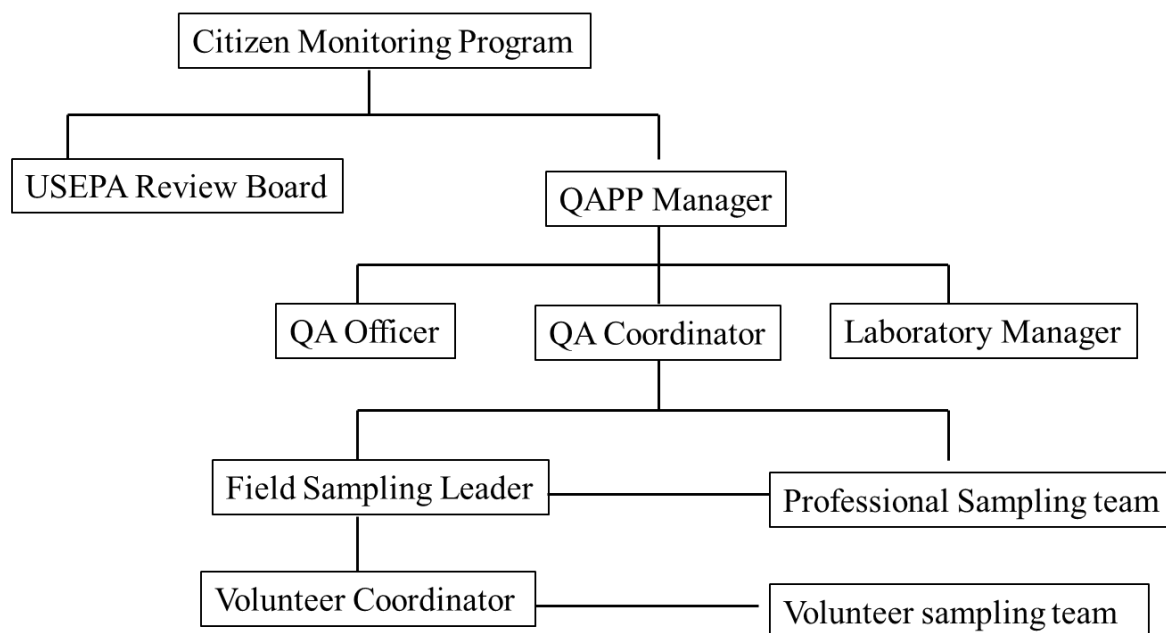 Citizen Monitoring Program
USEPA Review Board
QAPP Manager
QA Officer
QA Coordinator
Laboratory Manager
Field Sampling Leader
Professional Sampling team
Volunteer Coordinator
Volunteer sampling team